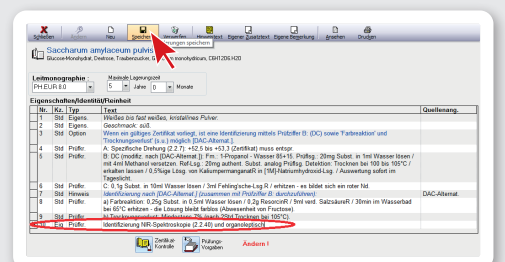 Schließen Ändern Neu Speichern Verwerfen Hinweistext Eigener Zusatztext Eigene Bemerkung Ansehen Drucken
rungen speichern
Saccharum amylaceum pulvis
Glucose-Monohydrat, Dextrose, Traubenzucker, monohydricum, C6H12O6.H2O
Leitmonographie : Maximale Lagerungszeit
PH.EUR 8.0 5 Jahre 0 Monate
Eigenschaften/Identität/Reinheit
Nr. Kz. Typ Text Quellenang.
1 Std Eigens. Weißes bis fast weißes, kristallines Pulver.
2 Std Eigens. Geschmack: süß.
3 Std Option Wenn ein gültiges Zertifikat vorliegt, ist eine Identifizierung mittels Prüfziffer B: (DC) sowie 'Farbreaktion' und
'Trocknungsverlust' (s.u.) möglich [DAC-Alternat.].
4 Std Prüfkr. A: Spezifische Drehung (2.2.7): +52,5 bis +53,3 (Zertifikat) muss entspr.
5 Std Prüfkr. B: DC (modifiz. nach [DAC-Alternat.]): Fm.: 1-Propanol - Wasser 85+15. Prüflsg.: 20mg Subst. in 1ml Wasser lösen /
mit 4ml Methanol versetzen. Ref-Lsg.: 20mg authent. Subst. analog Prüflsg. Detektion: Trocknen bei 100 bis 105°C /
erhalten lassen / 0,5%ige Lösg. von KaliumpermanganatR in [1M]-Natriumhydroxid-Lsg. / Auswertung sofort im
Tageslicht.
6 Std Prüfkr. C: 0,1g Subst. in 10ml Wasser lösen / 3ml Fehling'sche-Lsg.R / erhitzen - es bildet sich ein roter Nd.
7 Std Hinweis Identifizierung nach [DAC-Alternat.] (zusammen mit Prüfziffer B. durchzuführen): DAC-Alternat.
8 Std Prüfkr. a) Farbreaktion: 0,25g Subst. in 0,5ml Wasser lösen / 0,2g ResorcinR / 9ml verd. SalzsäureR / 30min im Wasserbad
bei 65°C erhitzen - die Lösung bleibt farblos (Abwesenheit von Fructose).
9 Std Prüfkr. b) Trocknungsverlust: Mindestens 7% (nach 2Std Trocknen bei 105°C).
10 Eig Prüfkr. Identifizierung NIR-Spektroskopie (2.2.40) und organoleptisch
Zertifikat-
Kontrolle
Prüfungs-
Vorgaben
Ändern !